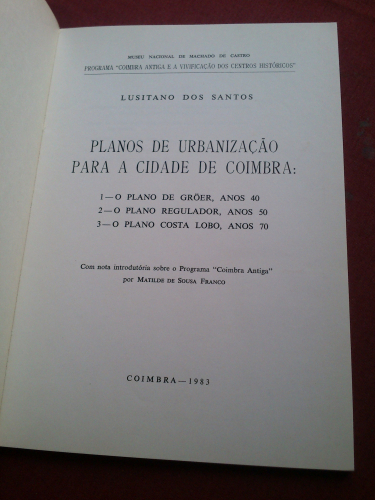 MUSEU NACIONAL DE MACHADO DE CASTRO
PROGRAMA "COIMBRA ANTIGA E A VIVIFICAÇÃO DOS CENTROS HISTÓRICOS"
LUSITANO DOS SANTOS
PLANOS DE URBANIZAÇÃO
PARA A CIDADE DE COIMBRA:
1—O PLANO DE GRÖER, ANOS 40
2—O PLANO REGULADOR, ANOS 50
3—O PLANO COSTA LOBO, ANOS 70
Com nota introdutória sobre o Programa "Coimbra Antiga"
por MATILDE DE SOUSA FRANCO
COIMBRA—1983